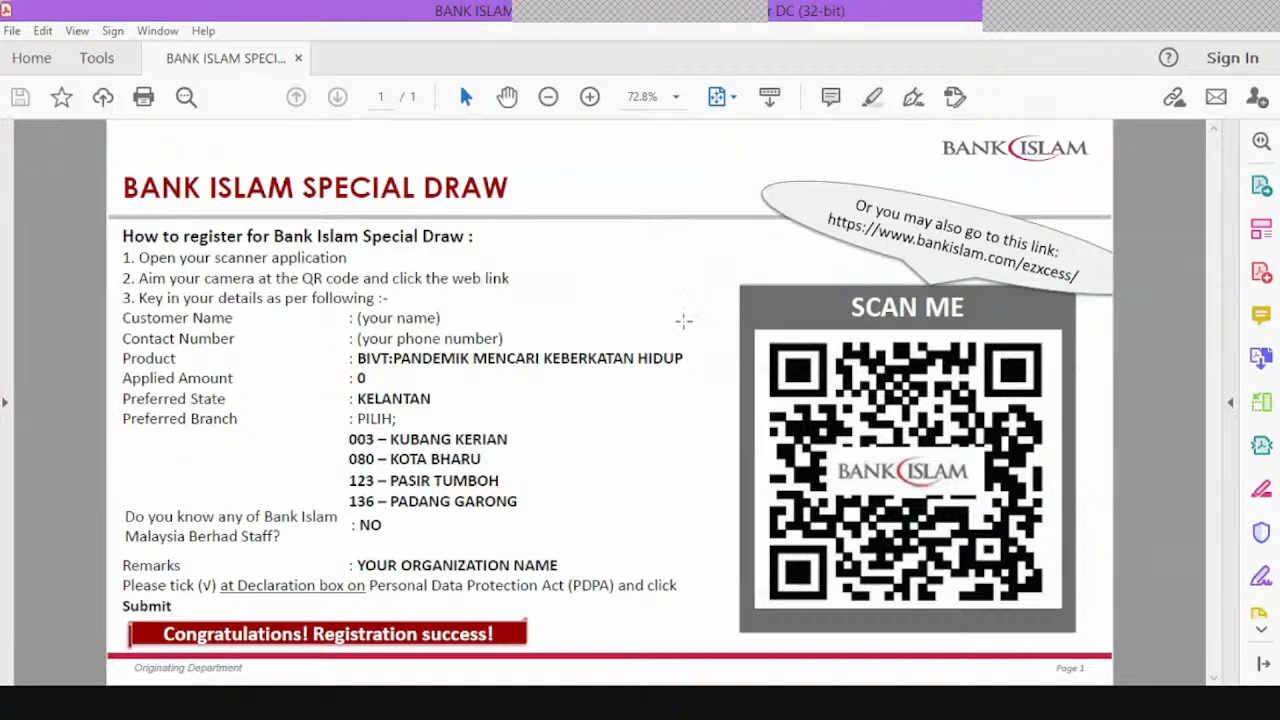 BANK ISLAM
r DC (32-bit)
File Edit View Sign Window Help
Home Tools BANK ISLAM SPECI... × Sign In
1 / 1 72.8%
BANK ISLAM
BANK ISLAM SPECIAL DRAW
Or you may also go to this link:
https://www.bankislam.com/ezxcess/
How to register for Bank Islam Special Draw :
1. Open your scanner application
2. Aim your camera at the QR code and click the web link
3. Key in your details as per following :-
Customer Name : (your name)
Contact Number : (your phone number)
Product : BIVT:PANDEMIK MENCARI KEBERKATAN HIDUP
Applied Amount : 0
Preferred State : KELANTAN
Preferred Branch : PILIH;
003 – KUBANG KERIAN
080 – KOTA BHARU
123 – PASIR TUMBOH
136 – PADANG GARONG
Do you know any of Bank Islam
Malaysia Berhad Staff? : NO
Remarks : YOUR ORGANIZATION NAME
Please tick (√) at Declaration box on Personal Data Protection Act (PDPA) and click
Submit
Congratulations! Registration success!
SCAN ME
BANK ISLAM
Originating Department
Page 1